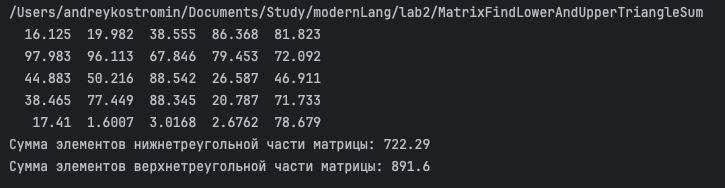 /Users/andreykostromin/Documents/Study/modernLang/lab2/MatrixFindLowerAndUpperTriangleSum
16.125 19.982 38.555 86.368 81.823
97.983 96.113 67.846 79.453 72.092
44.883 50.216 88.542 26.587 46.911
38.465 77.449 88.345 20.787 71.733
17.41 1.6007 3.0168 2.6762 78.679
Сумма элементов нижнетреугольной части матрицы: 722.29
Сумма элементов верхнетреугольной части матрицы: 891.6